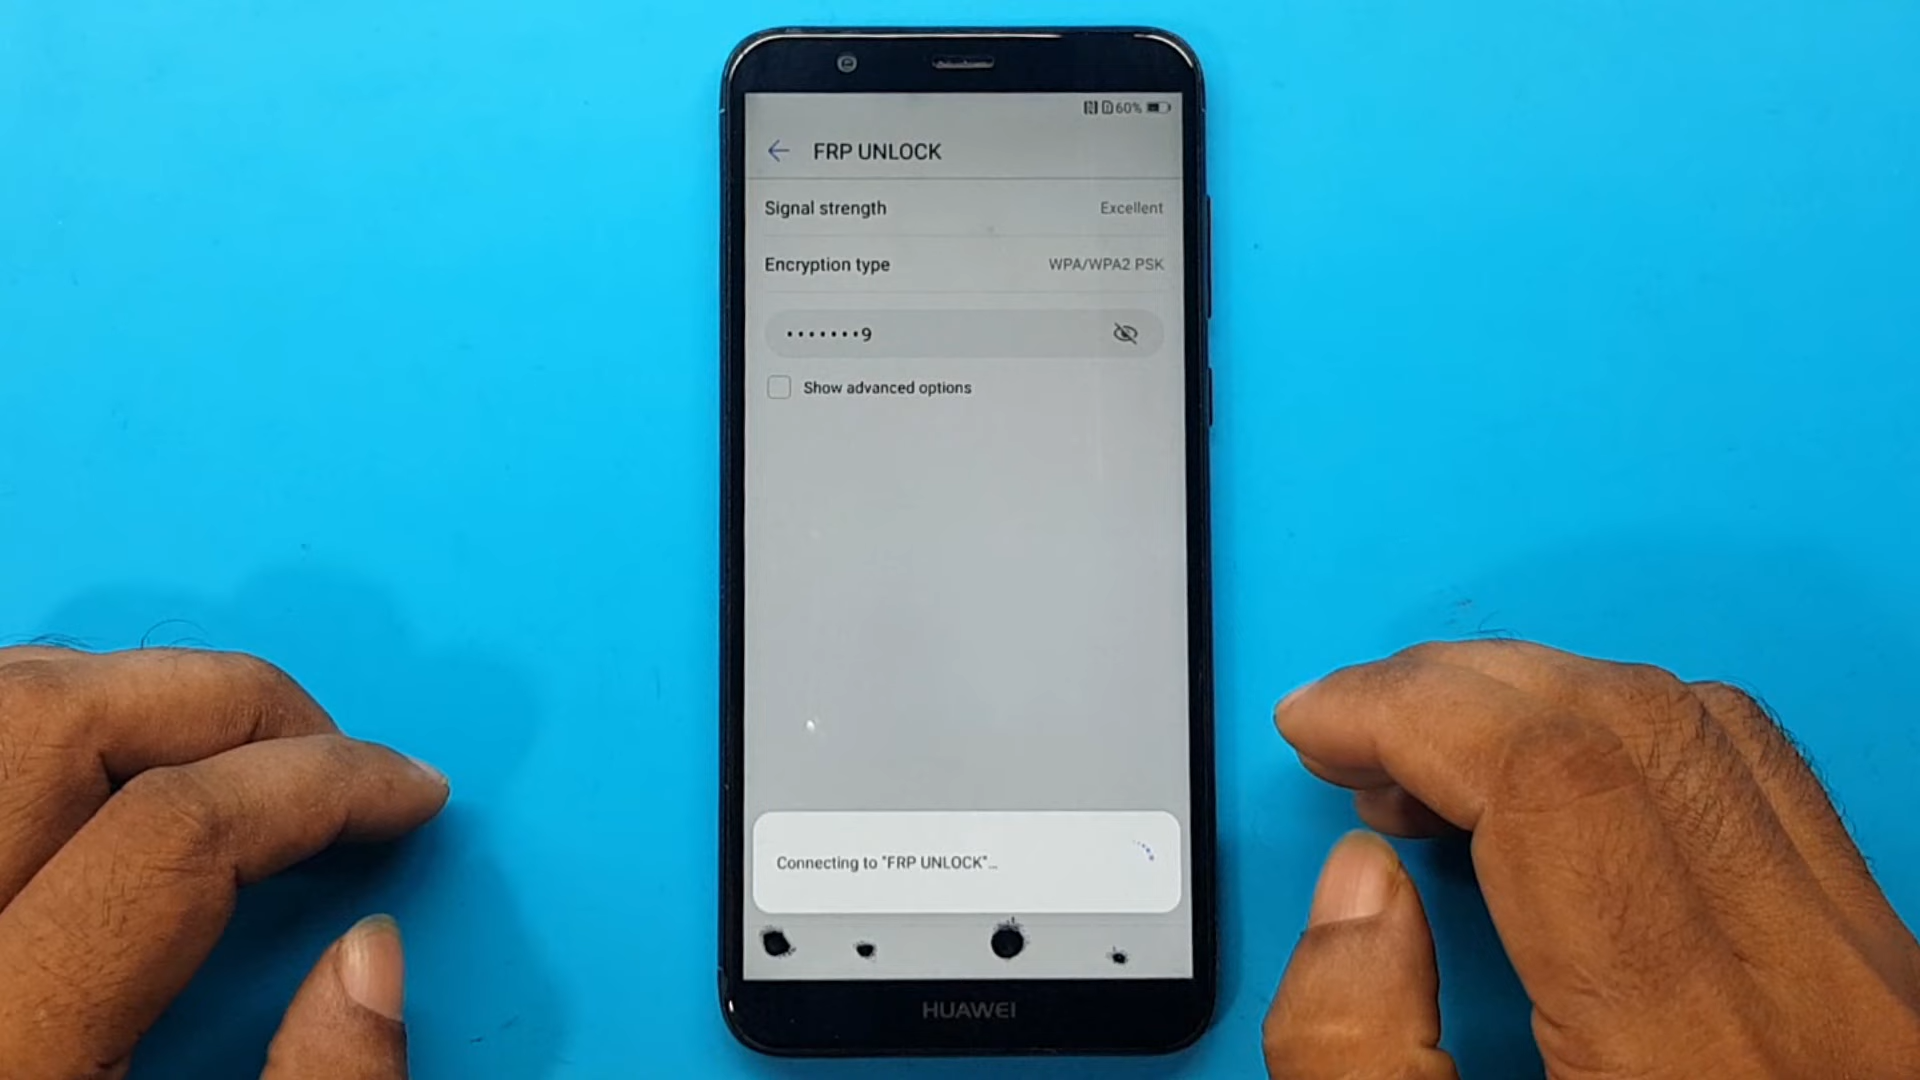 60%
FRP UNLOCK
Signal strength Excellent
Encryption type WPA/WPA2 PSK
•••••••9
Show advanced options
Connecting to "FRP UNLOCK"...
HUAWEI